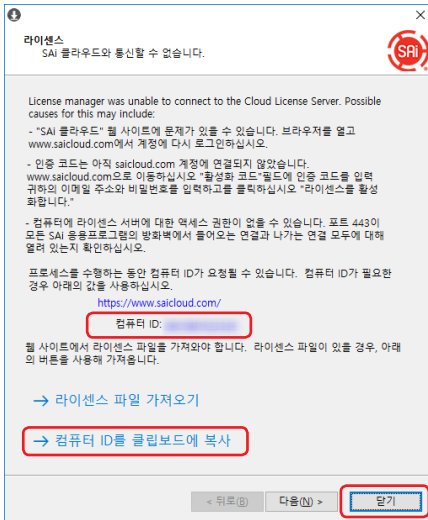 라이센스
SAi 클라우드와 통신할 수 없습니다.
SAi
License manager was unable to connect to the Cloud License Server. Possible
causes for this may include:
- "SAi 클라우드" 웹 사이트에 문제가 있을 수 있습니다. 브라우저를 열고
www.saicloud.com에서 계정에 다시 로그인하십시오.
- 인증 코드는 아직 saicloud.com 계정에 연결되지 않았습니다.
www.saicloud.com으로 이동하십시오 "활성화 코드"필드에 인증 코드를 입력
귀하의 이메일 주소와 비밀번호를 입력하고를 클릭하십시오 "라이센스를 활성
화합니다."
- 컴퓨터에 라이센스 서버에 대한 액세스 권한이 없을 수 있습니다. 포트 443이
모든 SAi 응용프로그램의 방화벽에서 들어오는 연결과 나가는 연결 모두에 대해
열려 있는지 확인하십시오.
프로세스를 수행하는 동안 컴퓨터 ID가 요청될 수 있습니다. 컴퓨터 ID가 필요한
경우 아래의 값을 사용하십시오.
https://www.saicloud.com/
컴퓨터 ID:
웹 사이트에서 라이센스 파일을 가져와야 합니다. 라이센스 파일이 있을 경우, 아래
의 버튼을 사용해 가져옵니다.
→ 라이센스 파일 가져오기
→ 컴퓨터 ID를 클립보드에 복사
< 뒤로(B)
다음(N) >
닫기